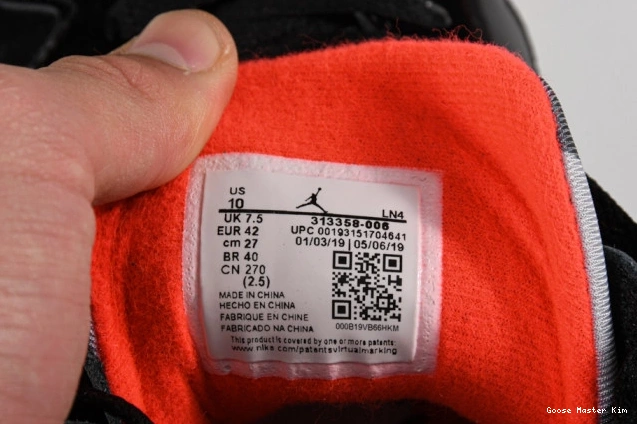 US
10
LN4
UK 7.5
313358-006
EUR 42
UPC 00193151704641
cm 27
01/03/19 | 05/06/19
BR 40
CN 270
(2.5)
MADE IN CHINA
HECHO EN CHINA
FABRIQUE EN CHINE
FABRICADO NA CHINA
000B19VB66HKM
This product is covered by one or more patents
www.nike.com/patentsvirtualmarking
Goose Master Kim